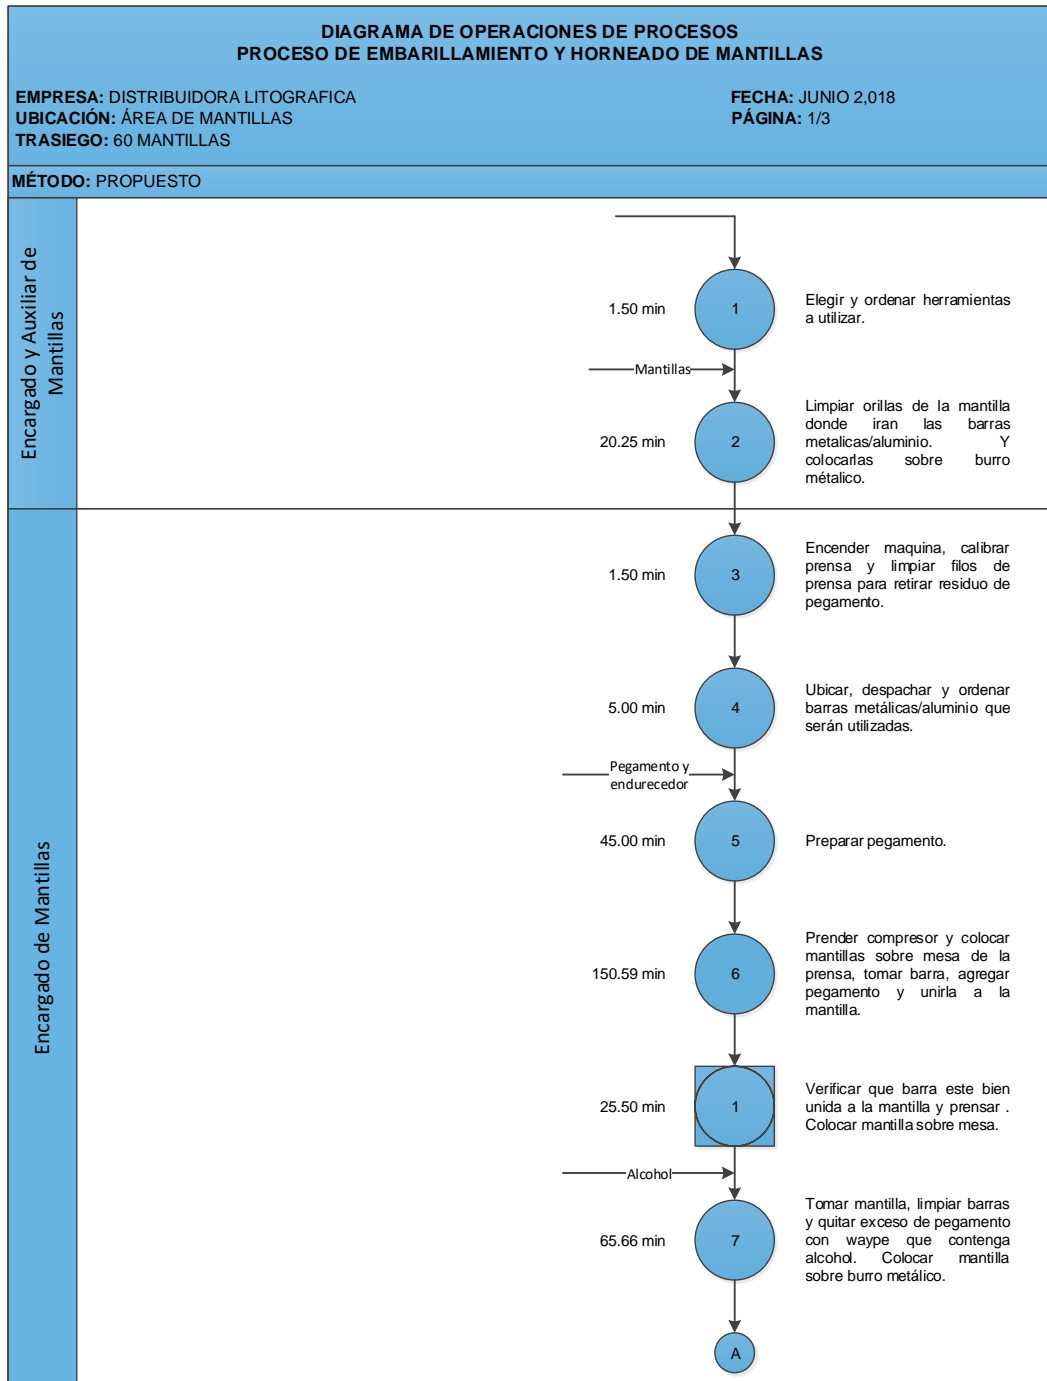 DIAGRAMA DE OPERACIONES DE PROCESOS
PROCESO DE EMBARILLAMIENTO Y HORNEADO DE MANTILLAS
EMPRESA: DISTRIBUIDORA LITOGRAFICA
UBICACIÓN: ÁREA DE MANTILLAS
TRASIEGO: 60 MANTILLAS
FECHA: JUNIO 2,018
PÁGINA: 1/3
MÉTODO: PROPUESTO
Encargado y Auxiliar de
Mantillas
1.50 min
1
Elegir y ordenar herramientas
a utilizar.
Mantillas
20.25 min
2
Limpiar orillas de la mantilla
donde iran las barras
metalicas/aluminio. Y
colocarlas sobre burro
métalico.
Encargado de Mantillas
1.50 min
3
Encender maquina, calibrar
prensa y limpiar filos de
prensa para retirar residuo de
pegamento.
5.00 min
4
Ubicar, despachar y ordenar
barras metálicas/aluminio que
serán utilizadas.
Pegamento y
endurecedor
45.00 min
5
Preparar pegamento.
150.59 min
6
Prender compresor y colocar
mantillas sobre mesa de la
prensa, tomar barra, agregar
pegamento y unirla a la
mantilla.
25.50 min
1
Verificar que barra este bien
unida a la mantilla y prensar .
Colocar mantilla sobre mesa.
Alcohol
65.66 min
7
Tomar mantilla, limpiar barras
y quitar exceso de pegamento
con waype que contenga
alcohol. Colocar mantilla
sobre burro metálico.
A